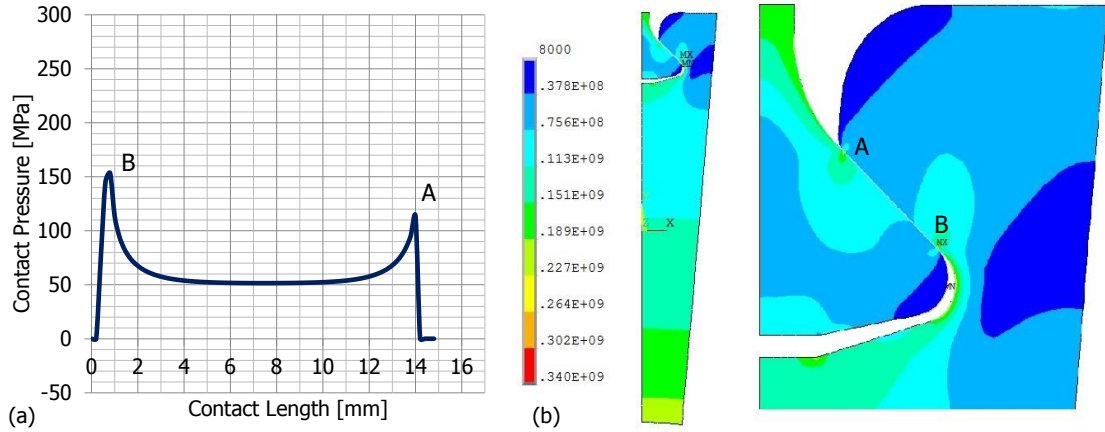 300
250
200
150
100
50
0
-50
Contact Pressure [MPa]
B
A
0 2 4 6 8 10 12 14 16
Contact Length [mm]
(a)
8000
.378E+08
.756E+08
.113E+09
.151E+09
.189E+09
.227E+09
.264E+09
.302E+09
.340E+09
(b)
MX
MN
X
A
B
MX
MN